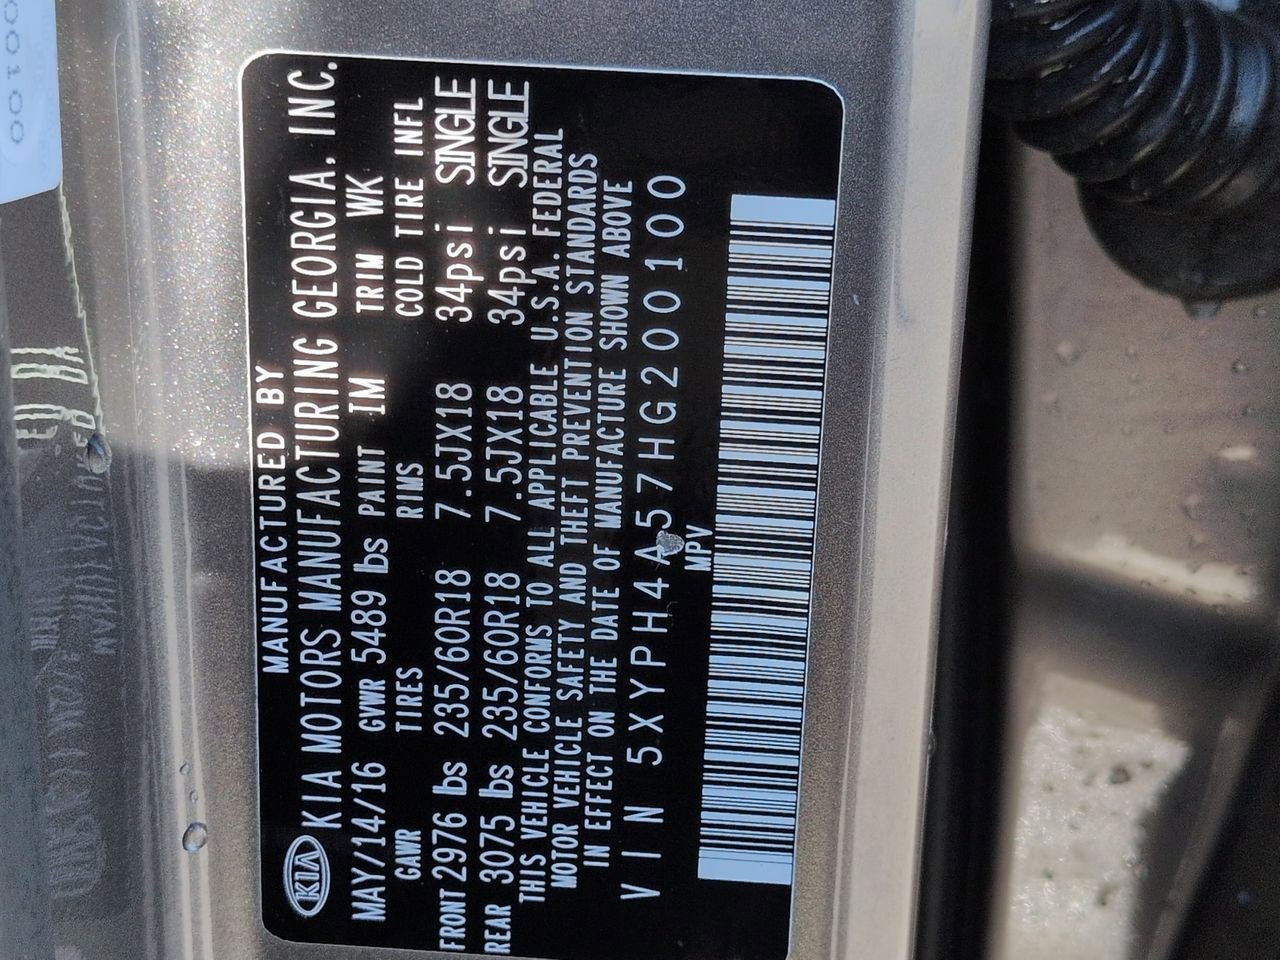 MANUFACTURED BY
KIA KIA MOTORS MANUFACTURING GEORGIA, INC.
MAY/14/16 GVWR 5489 lbs PAINT IM TRIM WK
GAWR TIRES RIMS COLD TIRE INFL
FRONT 2976 lbs 235/60R18 7.5JX18 34psi SINGLE
REAR 3075 lbs 235/60R18 7.5JX18 34psi SINGLE
THIS VEHICLE CONFORMS TO ALL APPLICABLE U.S.A. FEDERAL
MOTOR VEHICLE SAFETY AND THEFT PREVENTION STANDARDS
IN EFFECT ON THE DATE OF MANUFACTURE SHOWN ABOVE
VIN 5XYPH4A57HG200100
MPV
00100